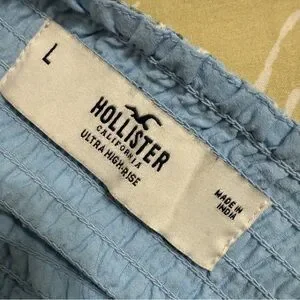 L
HOLLISTER
CALIFORNIA
ULTRA HIGH-RISE
MADE IN
INDIA